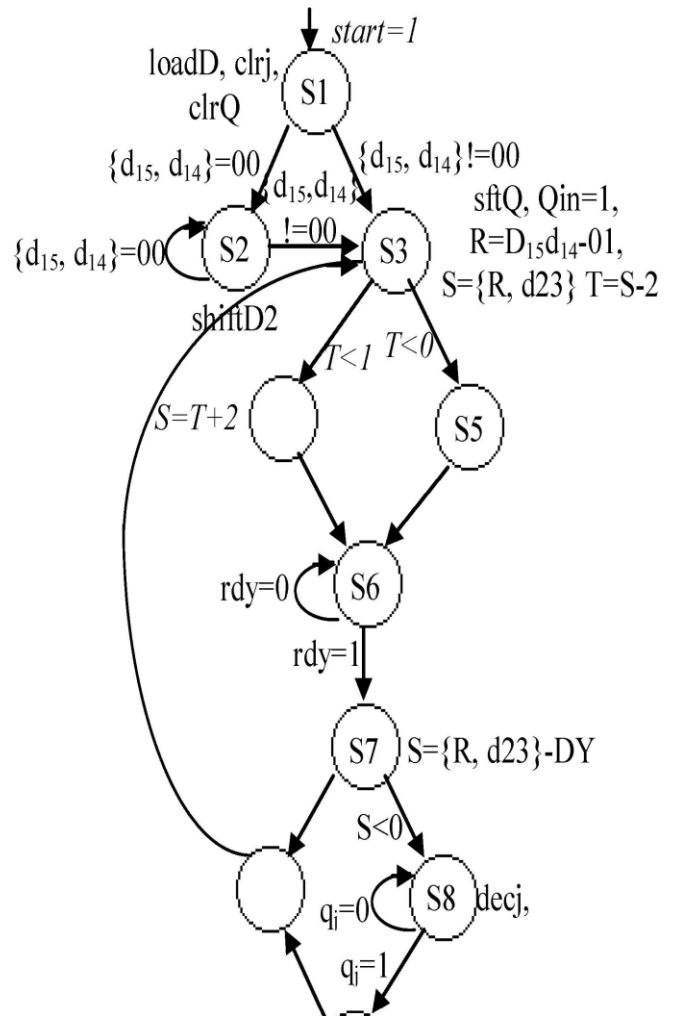 start=1
loadD, clrj,
clrQ
S1
{d15, d14}=00
{d15, d14}!=00
{d15,d14}
!=00
{d15, d14}=00
S2
S3
sftQ, Qin=1,
R=D15d14-01,
S={R, d23} T=S-2
shiftD2
T<1
T<0
S=T+2
S5
rdy=0
S6
rdy=1
S7
S={R, d23}-DY
S<0
qj=0
S8
decj,
qj=1